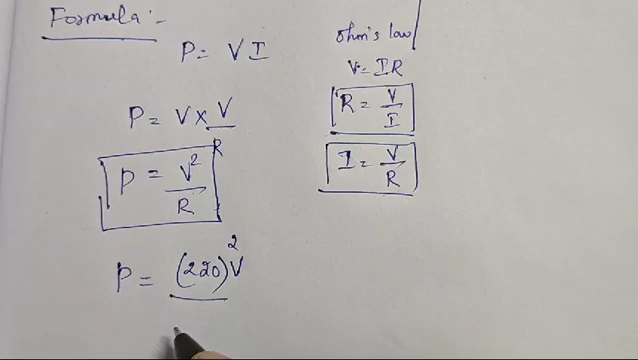 Formula:-
P = VI
P = V × V/R
P = V²/R
P = (220)²V
Ohm's law
V = IR
R = V/I
I = V/R